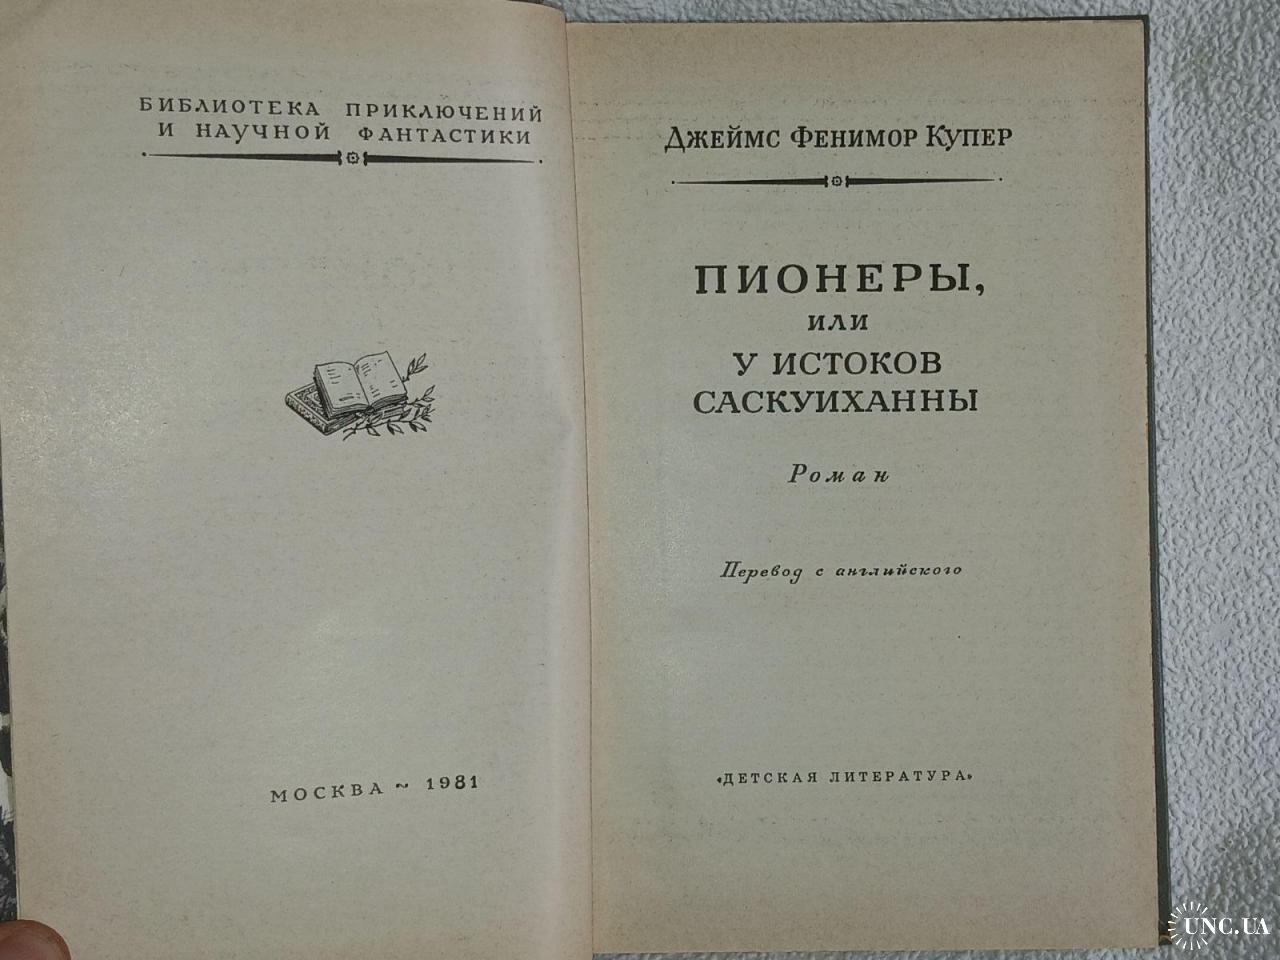 БИБЛИОТЕКА ПРИКЛЮЧЕНИЙ
И НАУЧНОЙ ФАНТАСТИКИ
МОСКВА ~ 1981
ДЖЕЙМС ФЕНИМОР КУПЕР
ПИОНЕРЫ,
ИЛИ
У ИСТОКОВ
САСКУИХАННЫ
Роман
Перевод с английского
«ДЕТСКАЯ ЛИТЕРАТУРА»
UNC.UA